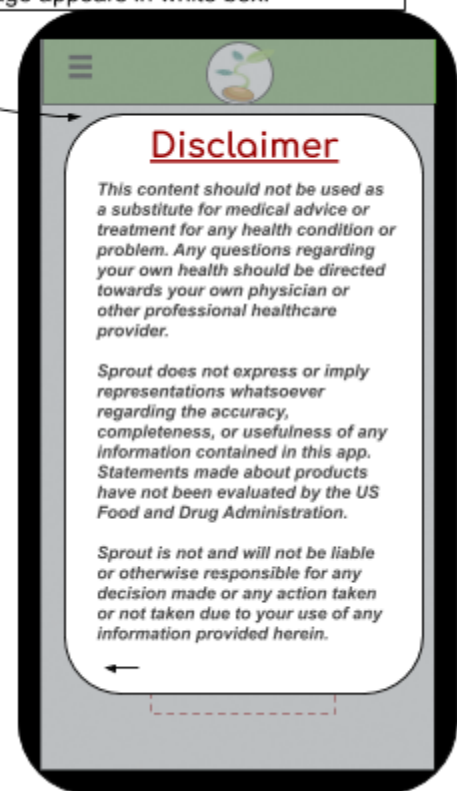 appears in white box.
Disclaimer
This content should not be used as
a substitute for medical advice or
treatment for any health condition or
problem. Any questions regarding
your own health should be directed
towards your own physician or
other professional healthcare
provider.
Sprout does not express or imply
representations whatsoever
regarding the accuracy,
completeness, or usefulness of any
information contained in this app.
Statements made about products
have not been evaluated by the US
Food and Drug Administration.
Sprout is not and will not be liable
or otherwise responsible for any
decision made or any action taken
or not taken due to your use of any
information provided herein.